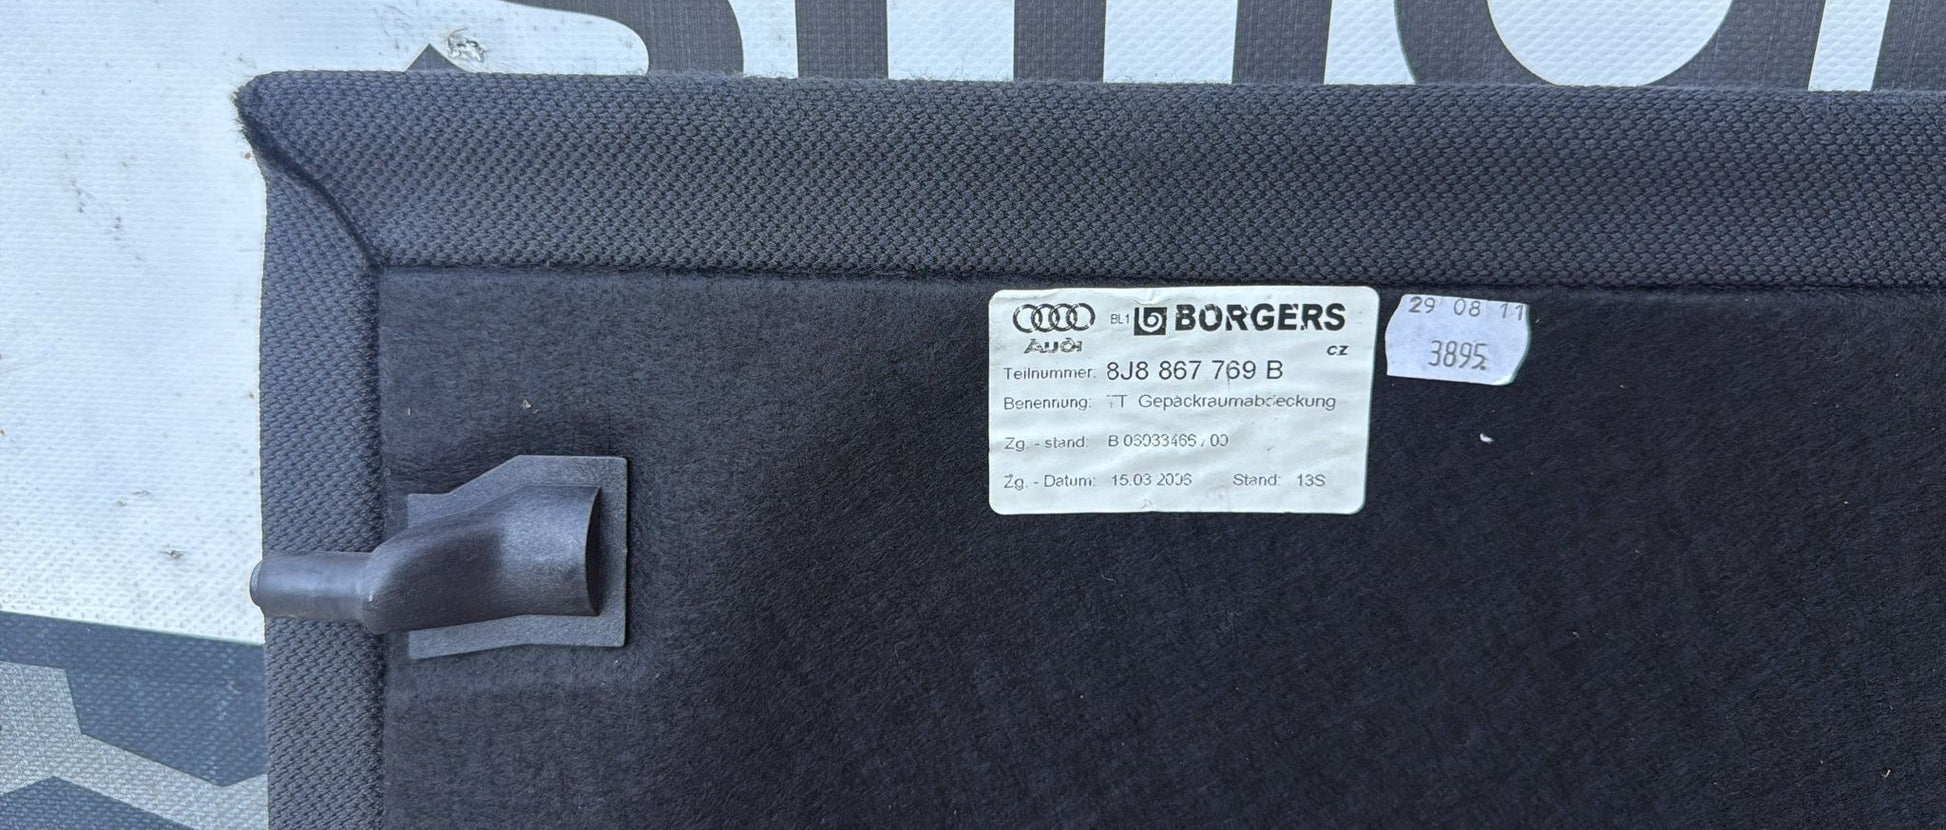 BL1 BORGERS
Audi
CZ
Teilnummer. 8J8 867 769 B
Benennung: TT Gepäckraumabdeckung
Zg. - stand: B 06033466 / 00
Zg. - Datum: 15.03 2006 Stand: 13S
29 08 11
3895